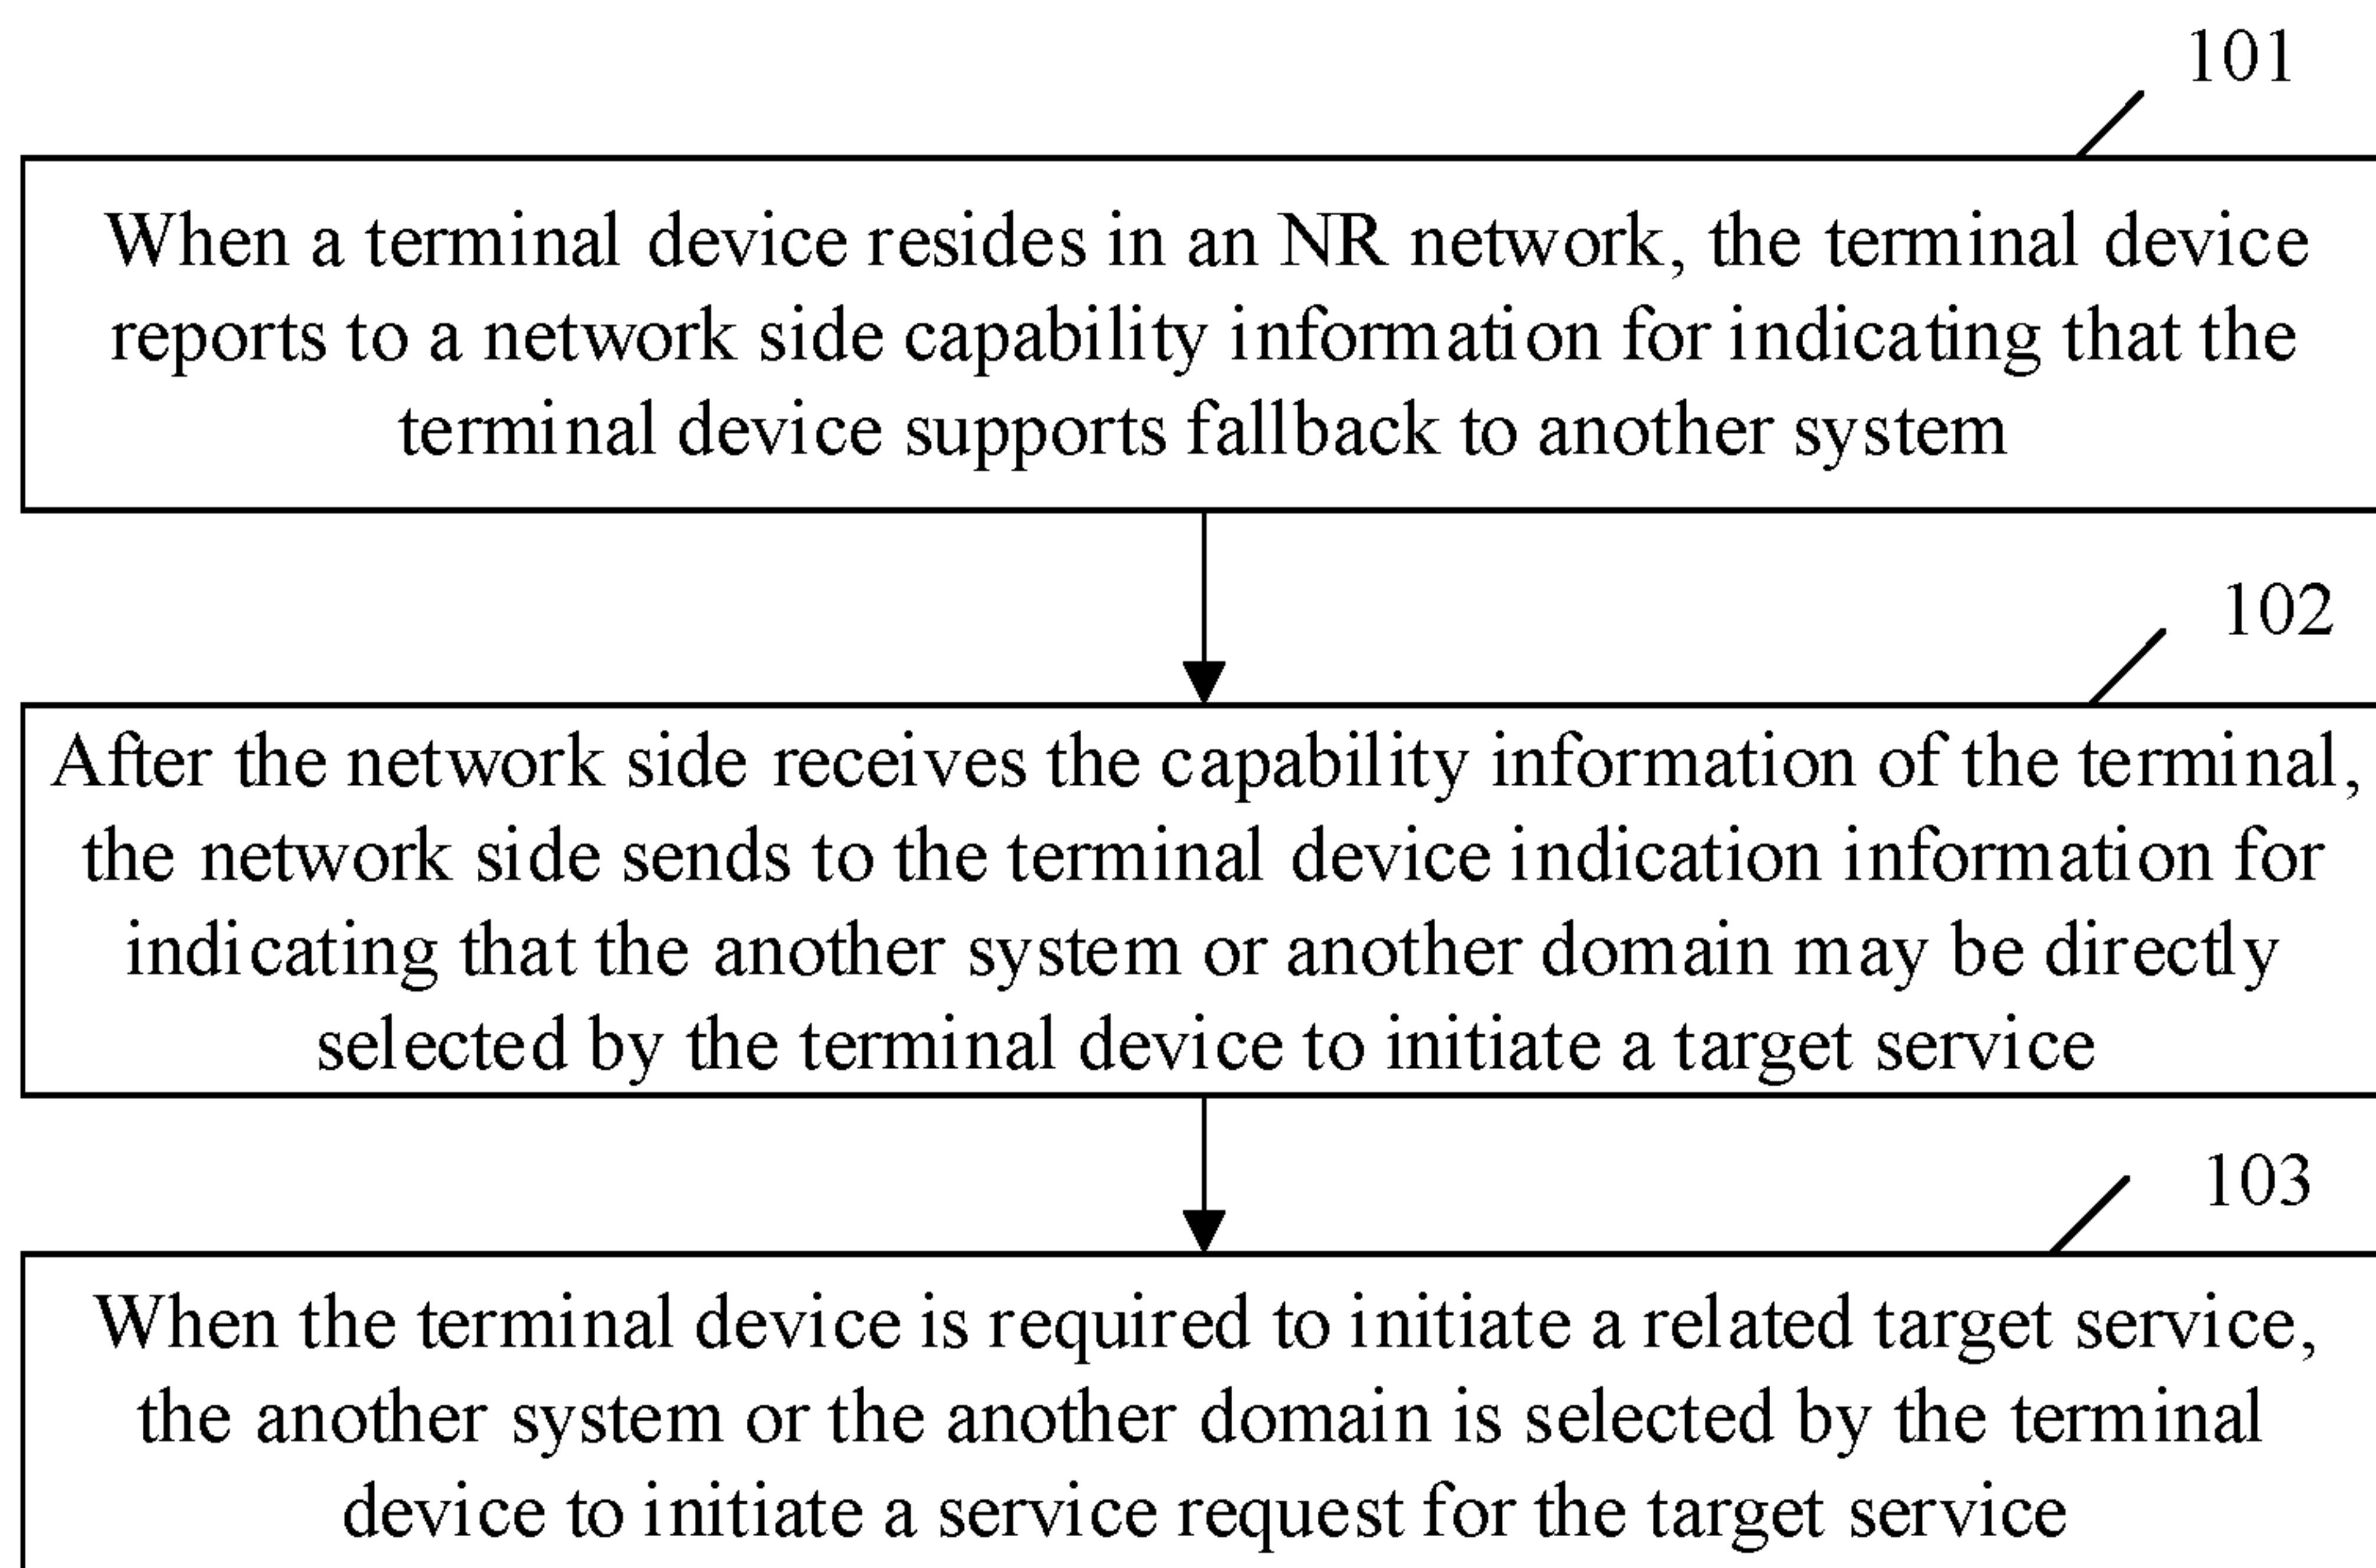 101
When a terminal device resides in an NR network, the terminal device
reports to a network side capability information for indicating that the
terminal device supports fallback to another system
102
After the network side receives the capability information of the terminal,
the network side sends to the terminal device indication information for
indicating that the another system or another domain may be directly
selected by the terminal device to initiate a target service
103
When the terminal device is required to initiate a related target service,
the another system or the another domain is selected by the terminal
device to initiate a service request for the target service